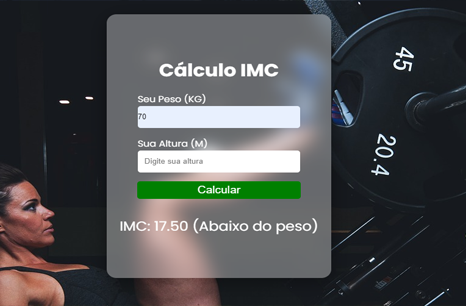 Cálculo IMC
Seu Peso (KG)
70
Sua Altura (M)
Digite sua altura
Calcular
IMC: 17.50 (Abaixo do peso)
45
20.4